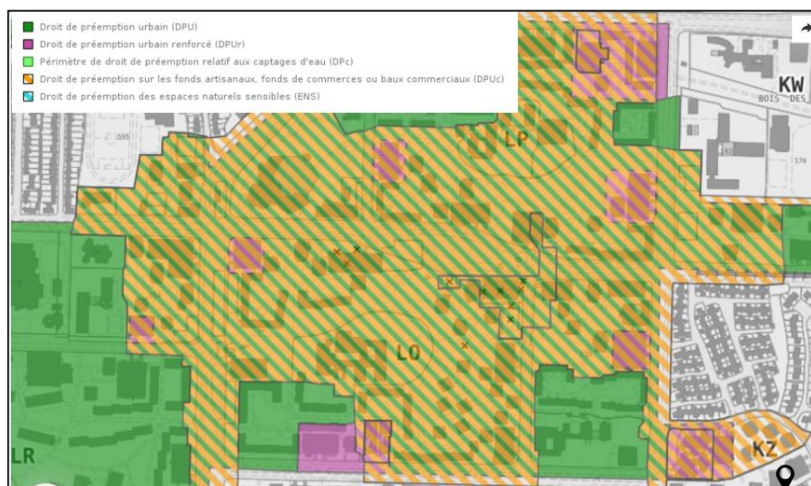 Droit de préemption urbain (DPU)
Droit de préemption urbain renforcé (DPUr)
Périmètre de droit de préemption relatif aux captages d'eau (DPc)
Droit de préemption sur les fonds artisanaux, fonds de commerces ou baux commerciaux (DPUc)
Droit de préemption des espaces naturels sensibles (ENS)
KW
BOIS DES
LP
595
176
LO
LR
KZ